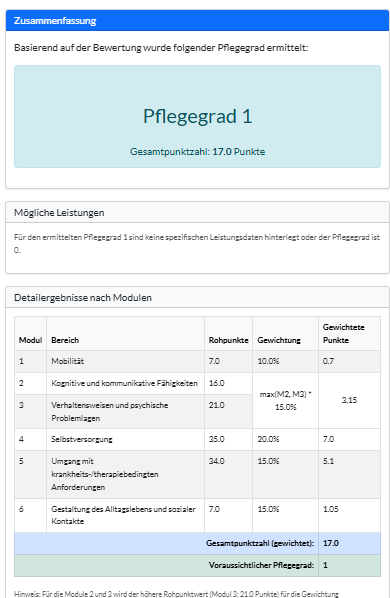 Zusammenfassung
Basierend auf der Bewertung wurde folgender Pflegegrad ermittelt:
Pflegegrad 1
Gesamtpunktzahl: 17.0 Punkte
Mögliche Leistungen
Für den ermittelten Pflegegrad 1 sind keine spezifischen Leistungsdaten hinterlegt oder der Pflegegrad ist
0.
Detailergebnisse nach Modulen
Modul Bereich Rohpunkte Gewichtung Gewichtete Punkte
1 Mobilität 7.0 10.0% 0.7
2 Kognitive und kommunikative Fähigkeiten 16.0 max(M2, M3) * 15.0% 3.15
3 Verhaltensweisen und psychische Problemlagen 21.0
4 Selbstversorgung 35.0 20.0% 7.0
5 Umgang mit krankheits-/therapiebedingten Anforderungen 34.0 15.0% 5.1
6 Gestaltung des Alltagslebens und sozialer Kontakte 7.0 15.0% 1.05
Gesamtpunktzahl (gewichtet): 17.0
Voraussichtlicher Pflegegrad: 1
Hinweis: Für die Module 2 und 3 wird der höhere Rohpunktwert (Modul 3: 21.0 Punkte) für die Gewichtung